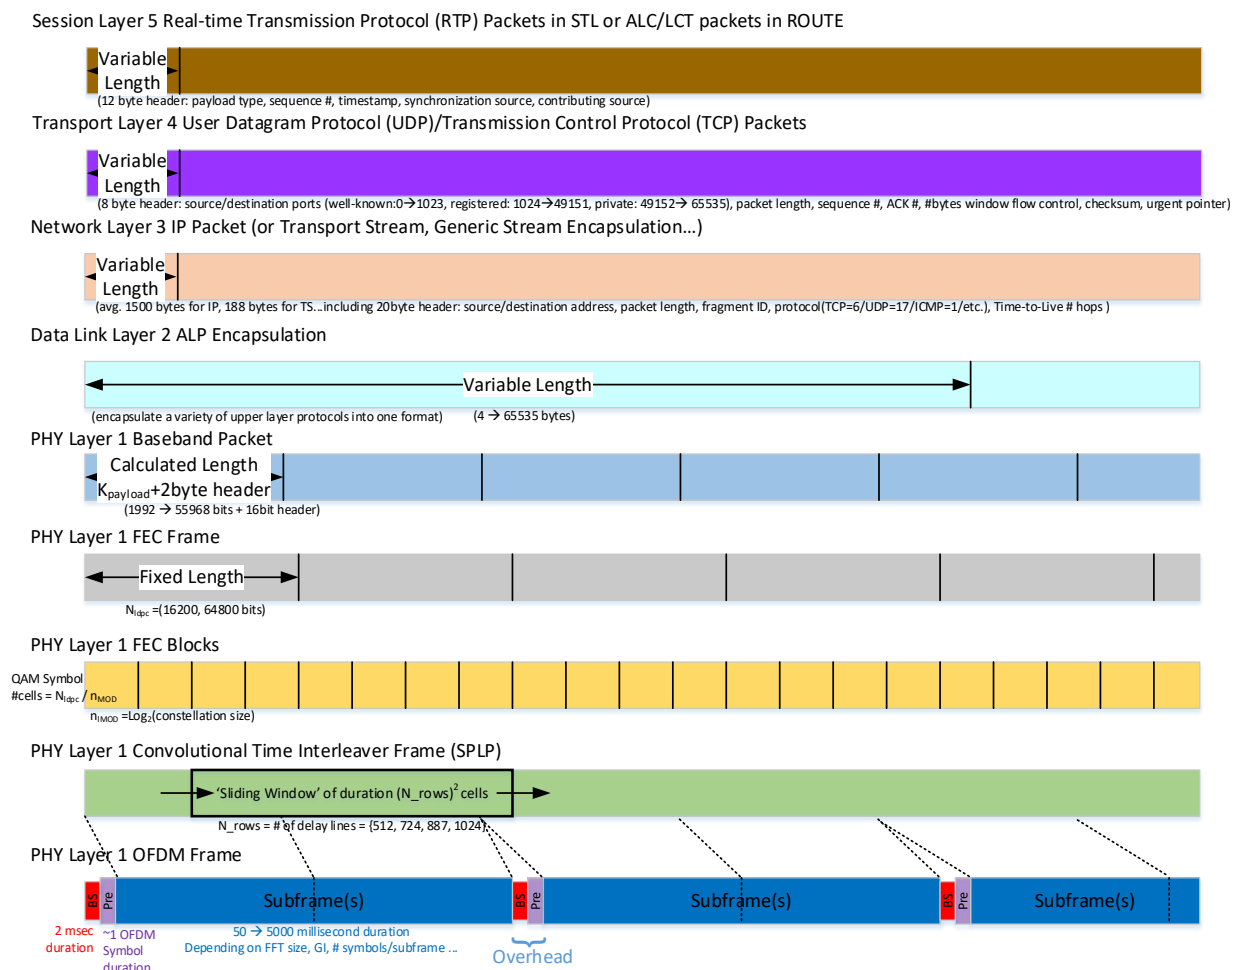 Session Layer 5 Real-time Transmission Protocol (RTP) Packets in STL or ALC/LCT packets in ROUTE
Variable
Length
(12 byte header: payload type, sequence #, timestamp, synchronization source, contributing source)
Transport Layer 4 User Datagram Protocol (UDP)/Transmission Control Protocol (TCP) Packets
Variable
Length
(8 byte header: source/destination ports (well-known:0→1023, registered: 1024→49151, private: 49152→ 65535), packet length, sequence #, ACK #, #bytes window flow control, checksum, urgent pointer)
Network Layer 3 IP Packet (or Transport Stream, Generic Stream Encapsulation...)
Variable
Length
(avg. 1500 bytes for IP, 188 bytes for TS...including 20byte header: source/destination address, packet length, fragment ID, protocol(TCP=6/UDP=17/ICMP=1/etc.), Time-to-Live # hops )
Data Link Layer 2 ALP Encapsulation
Variable Length
(encapsulate a variety of upper layer protocols into one format) (4 → 65535 bytes)
PHY Layer 1 Baseband Packet
Calculated Length
Kpayload+2byte header
(1992 → 55968 bits + 16bit header)
PHY Layer 1 FEC Frame
Fixed Length
Nldpc =(16200, 64800 bits)
PHY Layer 1 FEC Blocks
QAM Symbol
#cells = Nldpc / nMOD
nIMOD =Log2(constellation size)
PHY Layer 1 Convolutional Time Interleaver Frame (SPLP)
'Sliding Window' of duration (N_rows)2 cells
N_rows = # of delay lines = {512, 724, 887, 1024}
PHY Layer 1 OFDM Frame
BS Pre Subframe(s) BS Pre Subframe(s) BS Pre Subframe(s)
2 msec
duration
~1 OFDM
Symbol
duration
50 → 5000 millisecond duration
Depending on FFT size, GI, # symbols/subframe ...
Overhead